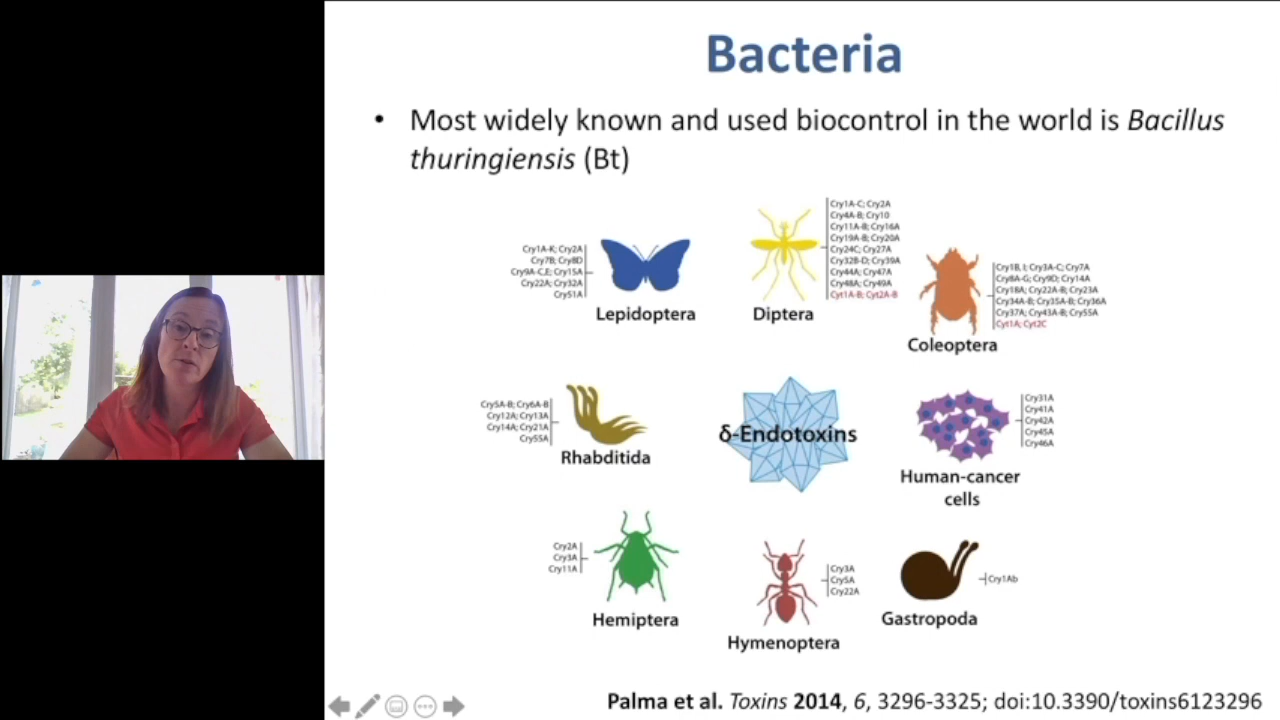 Bacteria
• Most widely known and used biocontrol in the world is Bacillus
thuringiensis (Bt)
Cry1A-K; Cry2A
Cry7B; Cry8D
Cry9A-C,E; Cry15A
Cry22A; Cry32A
Cry51A
Lepidoptera
Cry1A-C; Cry2A
Cry4A-B; Cry10
Cry11A-B; Cry16A
Cry19A-B; Cry20A
Cry24C; Cry27A
Cry32B-D; Cry39A
Cry44A; Cry47A
Cry48A; Cry49A
Cyt1A-B; Cyt2A-B
Diptera
Cry1B, I; Cry3A-C; Cry7A
Cry8A-G; Cry9D; Cry14A
Cry18A; Cry22A-B; Cry23A
Cry34A-B; Cry35A-B; Cry36A
Cry37A; Cry43A-B; Cry55A
Cyt1A; Cyt2C
Coleoptera
Cry5A-B; Cry6A-B
Cry12A; Cry13A
Cry14A; Cry21A
Cry55A
Rhabditida
δ-Endotoxins
Cry31A
Cry41A
Cry42A
Cry45A
Cry46A
Human-cancer
cells
Cry2A
Cry3A
Cry11A
Hemiptera
Cry3A
Cry5A
Cry22A
Hymenoptera
Cry1Ab
Gastropoda
Palma et al. Toxins 2014, 6, 3296-3325; doi:10.3390/toxins6123296